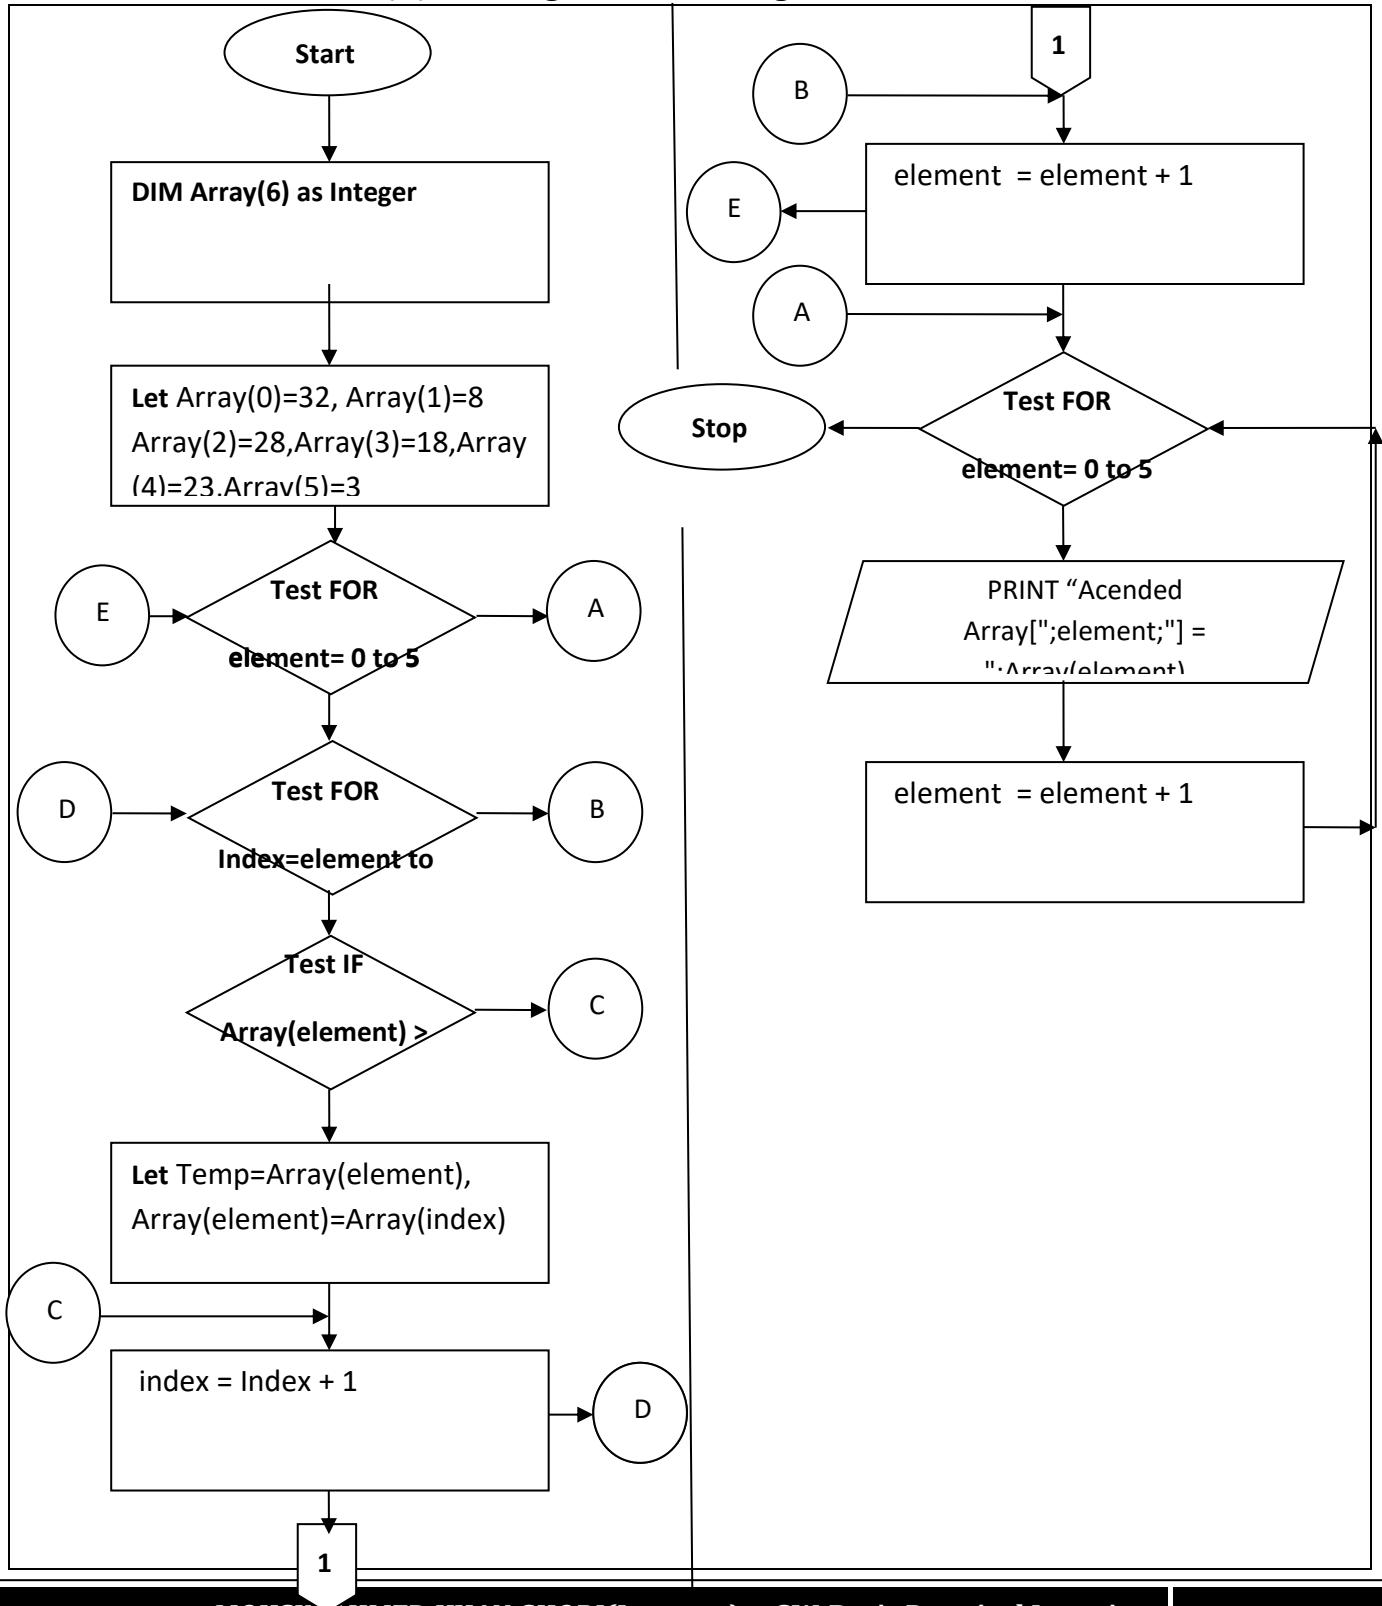 Start
DIM Array(6) as Integer
Let Array(0)=32, Array(1)=8
Array(2)=28,Array(3)=18,Array
(4)=23,Array(5)=3
Test FOR
element= 0 to 5
E
A
Test FOR
Index=element to
D
B
Test IF
Array(element) >
C
Let Temp=Array(element),
Array(element)=Array(index)
C
index = Index + 1
D
1
1
B
element = element + 1
E
A
Test FOR
element= 0 to 5
Stop
PRINT “Acended
Array[";element;"] =
";Array(element)
element = element + 1